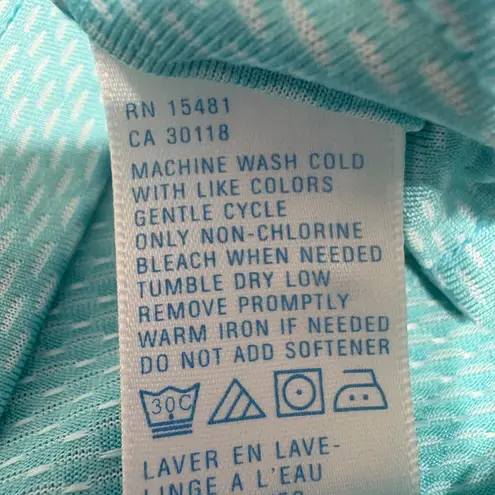 RN 15481
CA 30118
MACHINE WASH COLD
WITH LIKE COLORS
GENTLE CYCLE
ONLY NON-CHLORINE
BLEACH WHEN NEEDED
TUMBLE DRY LOW
REMOVE PROMPTLY
WARM IRON IF NEEDED
DO NOT ADD SOFTENER
30C
LAVER EN LAVE-
LINGE A L'EAU